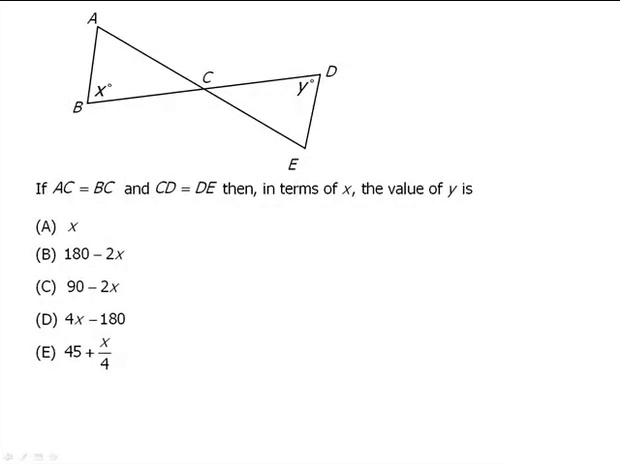 A
C
D
x°
y°
B
E
If AC = BC and CD = DE then, in terms of x, the value of y is
(A) x
(B) 180 – 2x
(C) 90 – 2x
(D) 4x – 180
(E) 45 + x/4